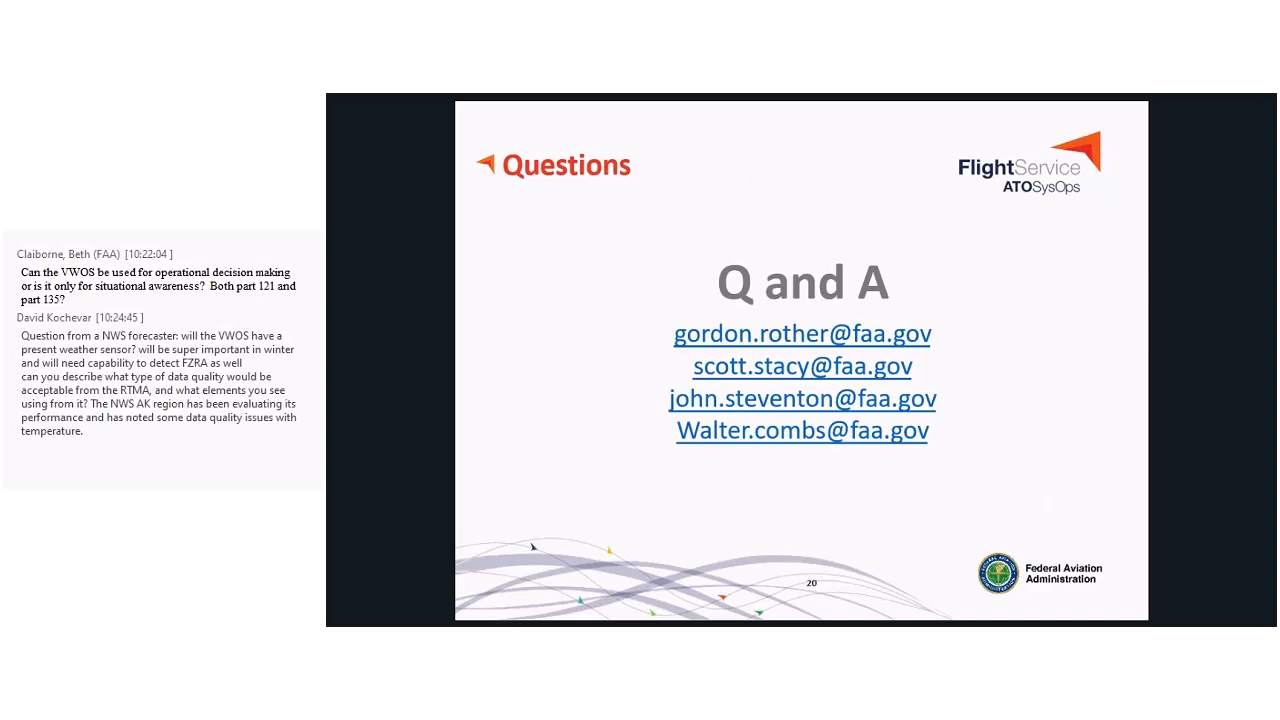 Claiborne, Beth (FAA) [10:22:04 ]
Can the VWOS be used for operational decision making
or is it only for situational awareness? Both part 121 and
part 135?
David Kochevar [10:24:45 ]
Question from a NWS forecaster: will the VWOS have a
present weather sensor? will be super important in winter
and will need capability to detect FZRA as well
can you describe what type of data quality would be
acceptable from the RTMA, and what elements you see
using from it? The NWS AK region has been evaluating its
performance and has noted some data quality issues with
temperature.
Questions
FlightService
ATOSysOps
Q and A
gordon.rother@faa.gov
scott.stacy@faa.gov
john.steventon@faa.gov
Walter.combs@faa.gov
20
Federal Aviation
Administration